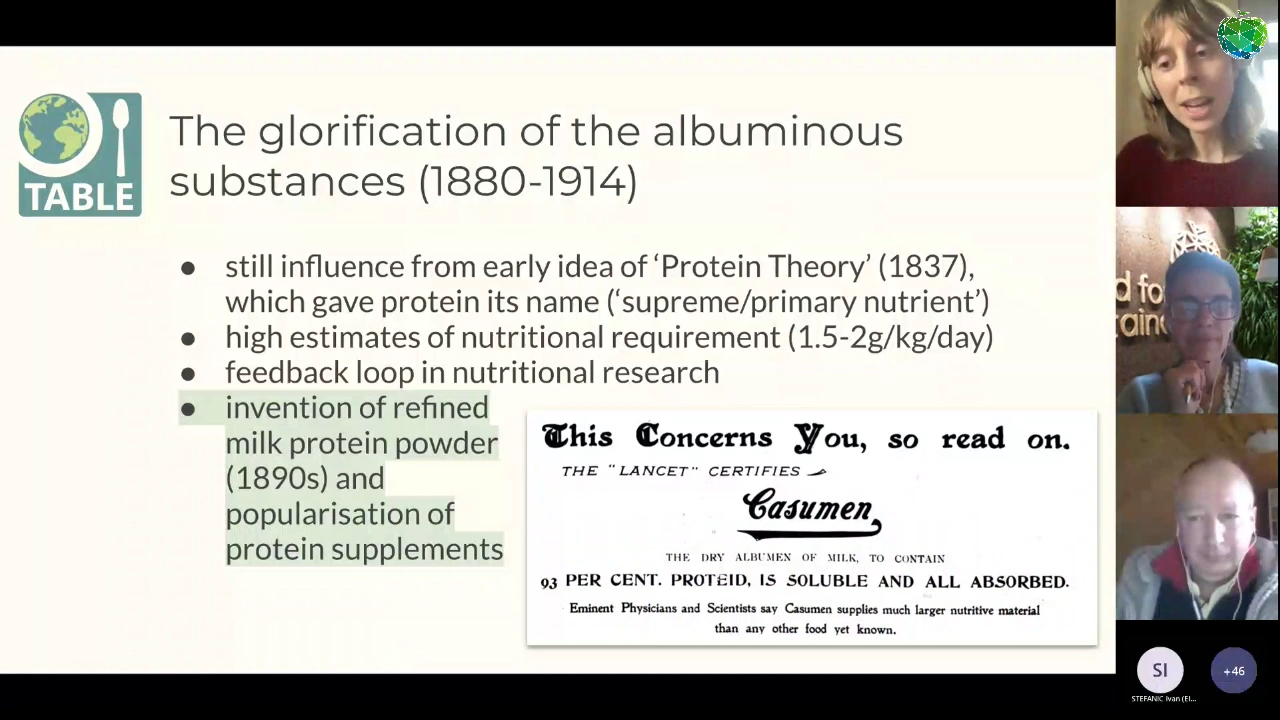 TABLE
The glorification of the albuminous
substances (1880-1914)
● still influence from early idea of ‘Protein Theory’ (1837),
which gave protein its name (‘supreme/primary nutrient’)
● high estimates of nutritional requirement (1.5-2g/kg/day)
● feedback loop in nutritional research
● invention of refined
milk protein powder
(1890s) and
popularisation of
protein supplements
This Concerns You, so read on.
THE "LANCET" CERTIFIES
Casumen,
THE DRY ALBUMEN OF MILK, TO CONTAIN
93 PER CENT. PROTEID, IS SOLUBLE AND ALL ABSORBED.
Eminent Physicians and Scientists say Casumen supplies much larger nutritive material
than any other food yet known.
d fo
SI
+46
STEFANIC Ivan (EI...